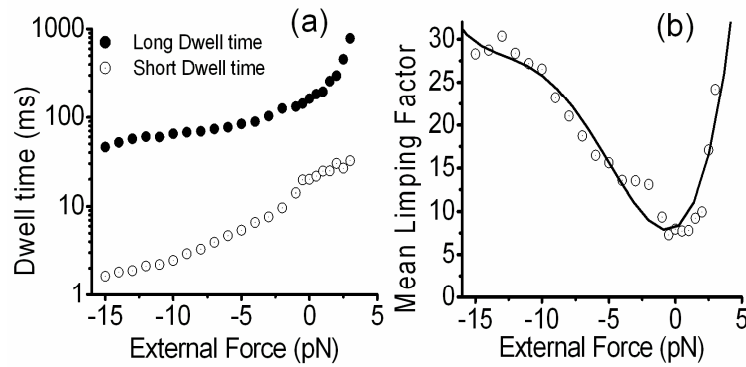 (a)
Long Dwell time
Short Dwell time
Dwell time (ms)
1000
100
10
1
-15 -10 -5 0 5
External Force (pN)
(b)
Mean Limping Factor
30
25
20
15
10
5
0
-15 -10 -5 0 5
External Force (pN)